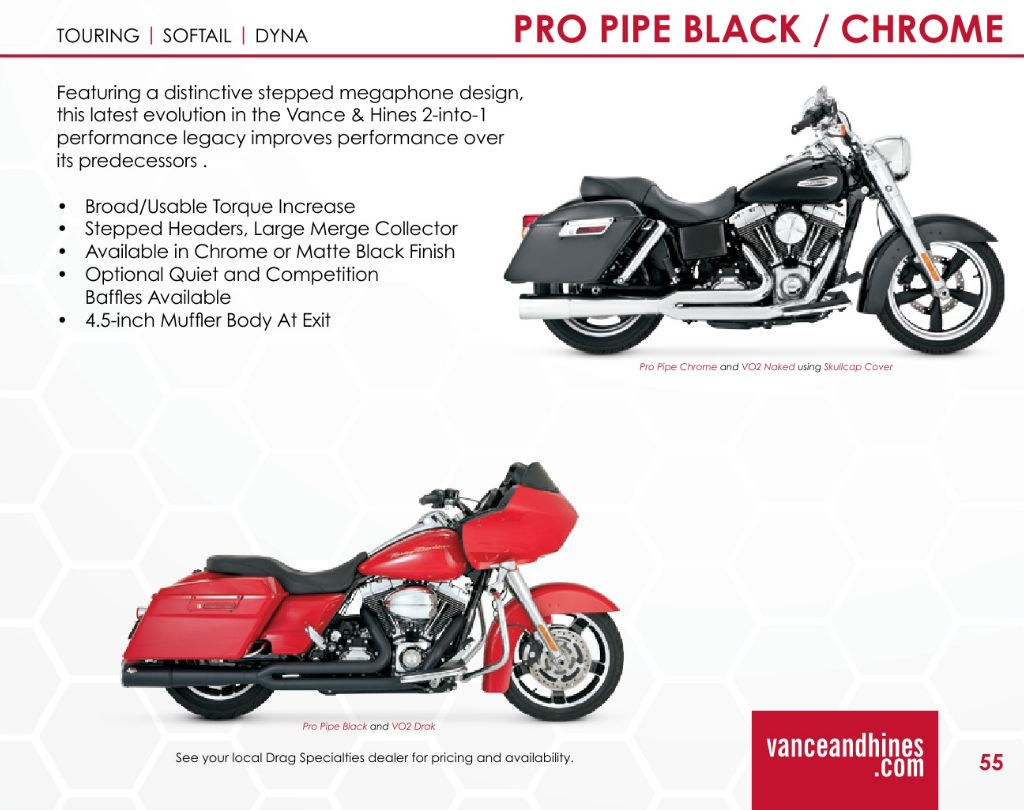 TOURING | SOFTAIL | DYNA
PRO PIPE BLACK / CHROME
Featuring a distinctive stepped megaphone design,
this latest evolution in the Vance & Hines 2-into-1
performance legacy improves performance over
its predecessors .
• Broad/Usable Torque Increase
• Stepped Headers, Large Merge Collector
• Available in Chrome or Matte Black Finish
• Optional Quiet and Competition
Baffles Available
• 4.5-inch Muffler Body At Exit
Pro Pipe Chrome and VO2 Naked using Skullcap Cover
Harley-Davidson
Pro Pipe Black and VO2 Drak
See your local Drag Specialties dealer for pricing and availability.
vanceandhines
.com
55